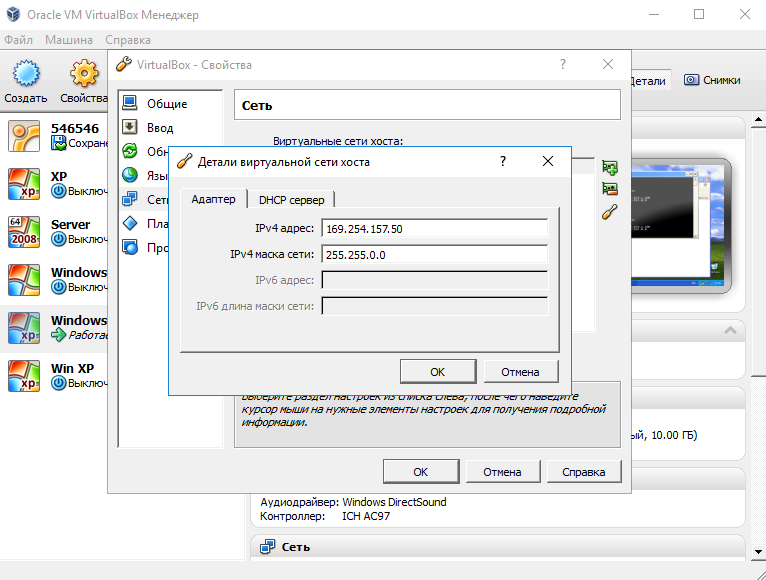 Oracle VM VirtualBox Менеджер
Файл Машина Справка
Создать
Свойства
Детали
Снимки
546546
Сохране
XP
Выключ
64
2008
Server
Выключ
Windows
Выключ
Windows
Работае
Win XP
Выключ
VirtualBox - Свойства
?
Общие
Ввод
Обн
Язы
Сет
Пла
Про
Сеть
Виртуальные сети хоста:
Детали виртуальной сети хоста
?
Адаптер
DHCP сервер
IPv4 адрес: 169.254.157.50
IPv4 маска сети: 255.255.0.0
IPv6 адрес:
IPv6 длина маски сети:
OK
Отмена
Выберите раздел настроек из списка слева, после чего наведите
курсор мыши на нужные элементы настроек для получения подробной
информации.
OK
Отмена
Справка
ый, 10.00 ГБ)
Аудиодрайвер: Windows DirectSound
Контроллер: ICH AC97
Сеть